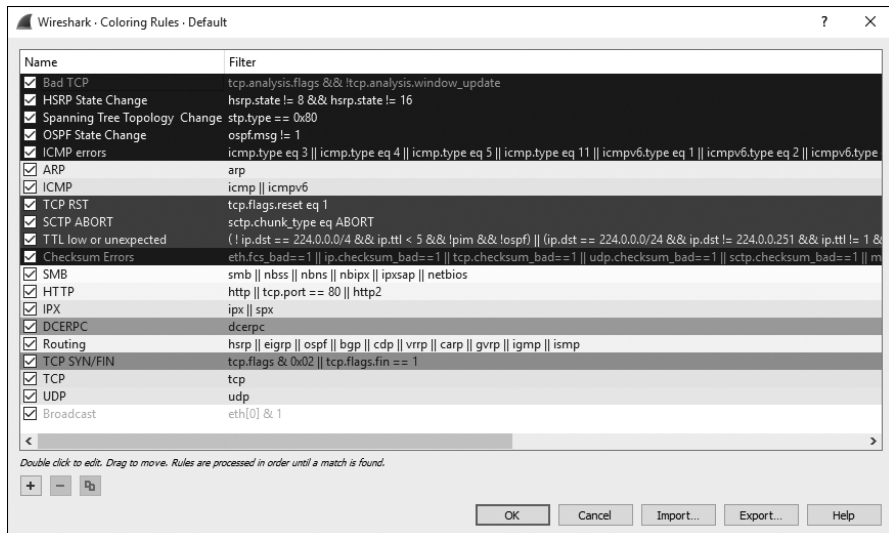 Wireshark · Coloring Rules · Default
? ×
Name Filter
Bad TCP tcp.analysis.flags && !tcp.analysis.window_update
HSRP State Change hsrp.state != 8 && hsrp.state != 16
Spanning Tree Topology Change stp.type == 0x80
OSPF State Change ospf.msg != 1
ICMP errors icmp.type eq 3 || icmp.type eq 4 || icmp.type eq 5 || icmp.type eq 11 || icmpv6.type eq 1 || icmpv6.type eq 2 || icmpv6.type
ARP arp
ICMP icmp || icmpv6
TCP RST tcp.flags.reset eq 1
SCTP ABORT sctp.chunk_type eq ABORT
TTL low or unexpected ( ! ip.dst == 224.0.0.0/4 && ip.ttl < 5 && !pim && !ospf) || (ip.dst == 224.0.0.0/24 && ip.dst != 224.0.0.251 && ip.ttl != 1 &
Checksum Errors eth.fcs_bad==1 || ip.checksum_bad==1 || tcp.checksum_bad==1 || udp.checksum_bad==1 || sctp.checksum_bad==1 || m
SMB smb || nbss || nbns || nbipx || ipxsap || netbios
HTTP http || tcp.port == 80 || http2
IPX ipx || spx
DCERPC dcerpc
Routing hsrp || eigrp || ospf || bgp || cdp || vrrp || carp || gvrp || igmp || ismp
TCP SYN/FIN tcp.flags & 0x02 || tcp.flags.fin == 1
TCP tcp
UDP udp
Broadcast eth[0] & 1
Double click to edit. Drag to move. Rules are processed in order until a match is found.
OK Cancel Import... Export... Help